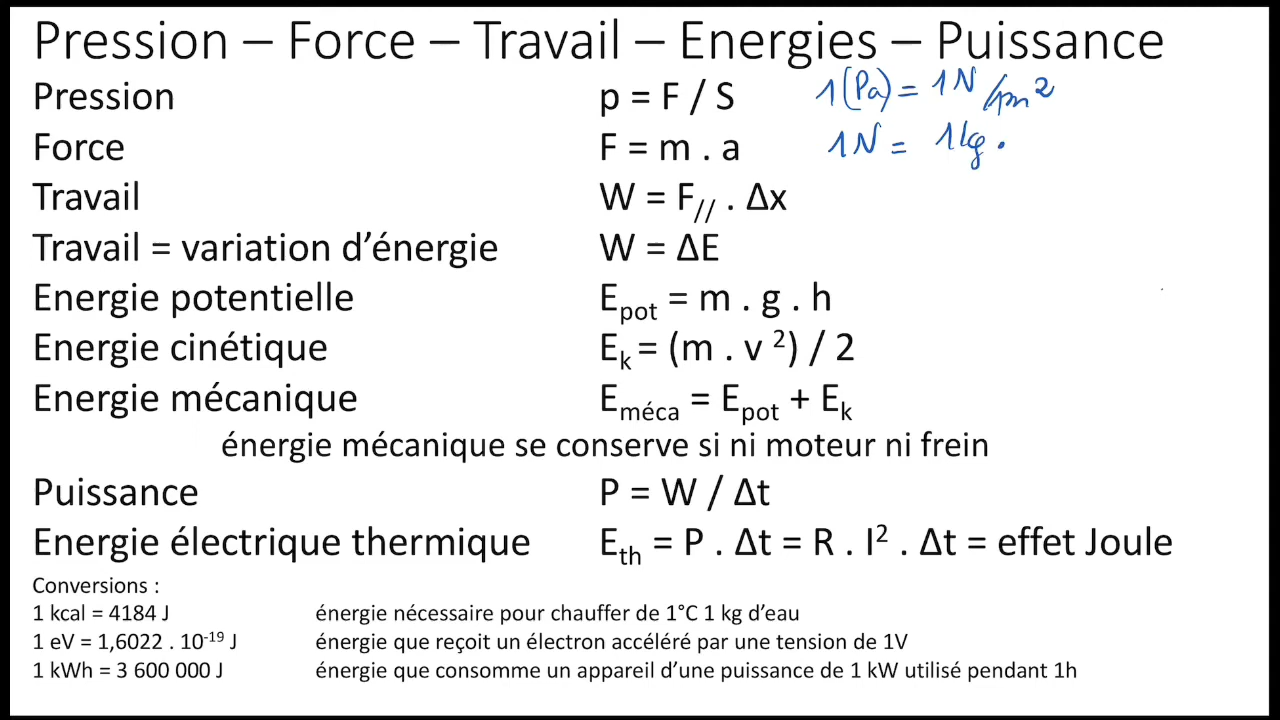 Pression – Force – Travail – Energies – Puissance
Pression p = F / S 1(Pa) = 1N/1m²
Force F = m . a 1N = 1kg .
Travail W = F// . Δx
Travail = variation d’énergie W = ΔE
Energie potentielle Epot = m . g . h
Energie cinétique Ek = (m . v ²) / 2
Energie mécanique Eméca = Epot + Ek
énergie mécanique se conserve si ni moteur ni frein
Puissance P = W / Δt
Energie électrique thermique Eth = P . Δt = R . I² . Δt = effet Joule
Conversions :
1 kcal = 4184 J énergie nécessaire pour chauffer de 1°C 1 kg d’eau
1 eV = 1,6022 . 10⁻¹⁹ J énergie que reçoit un électron accéléré par une tension de 1V
1 kWh = 3 600 000 J énergie que consomme un appareil d’une puissance de 1 kW utilisé pendant 1h